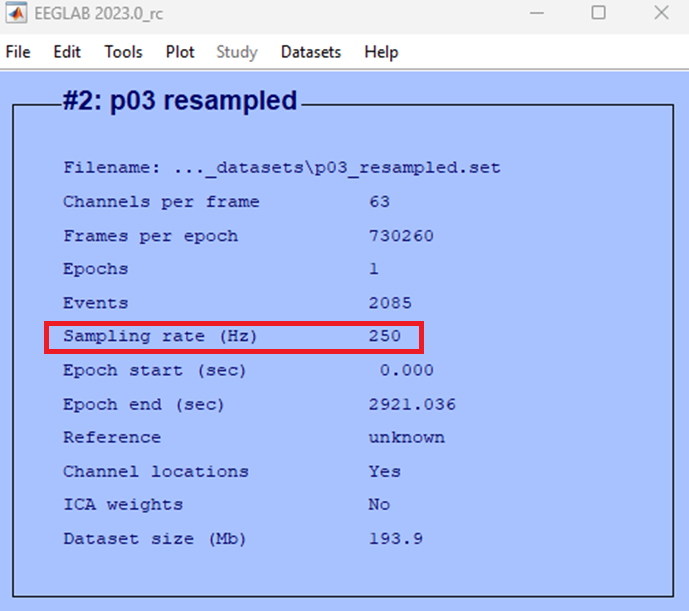 EEGLAB 2023.0_rc
File Edit Tools Plot Study Datasets Help
#2: p03 resampled
Filename: ..._datasets\p03_resampled.set
Channels per frame 63
Frames per epoch 730260
Epochs 1
Events 2085
Sampling rate (Hz) 250
Epoch start (sec) 0.000
Epoch end (sec) 2921.036
Reference unknown
Channel locations Yes
ICA weights No
Dataset size (Mb) 193.9